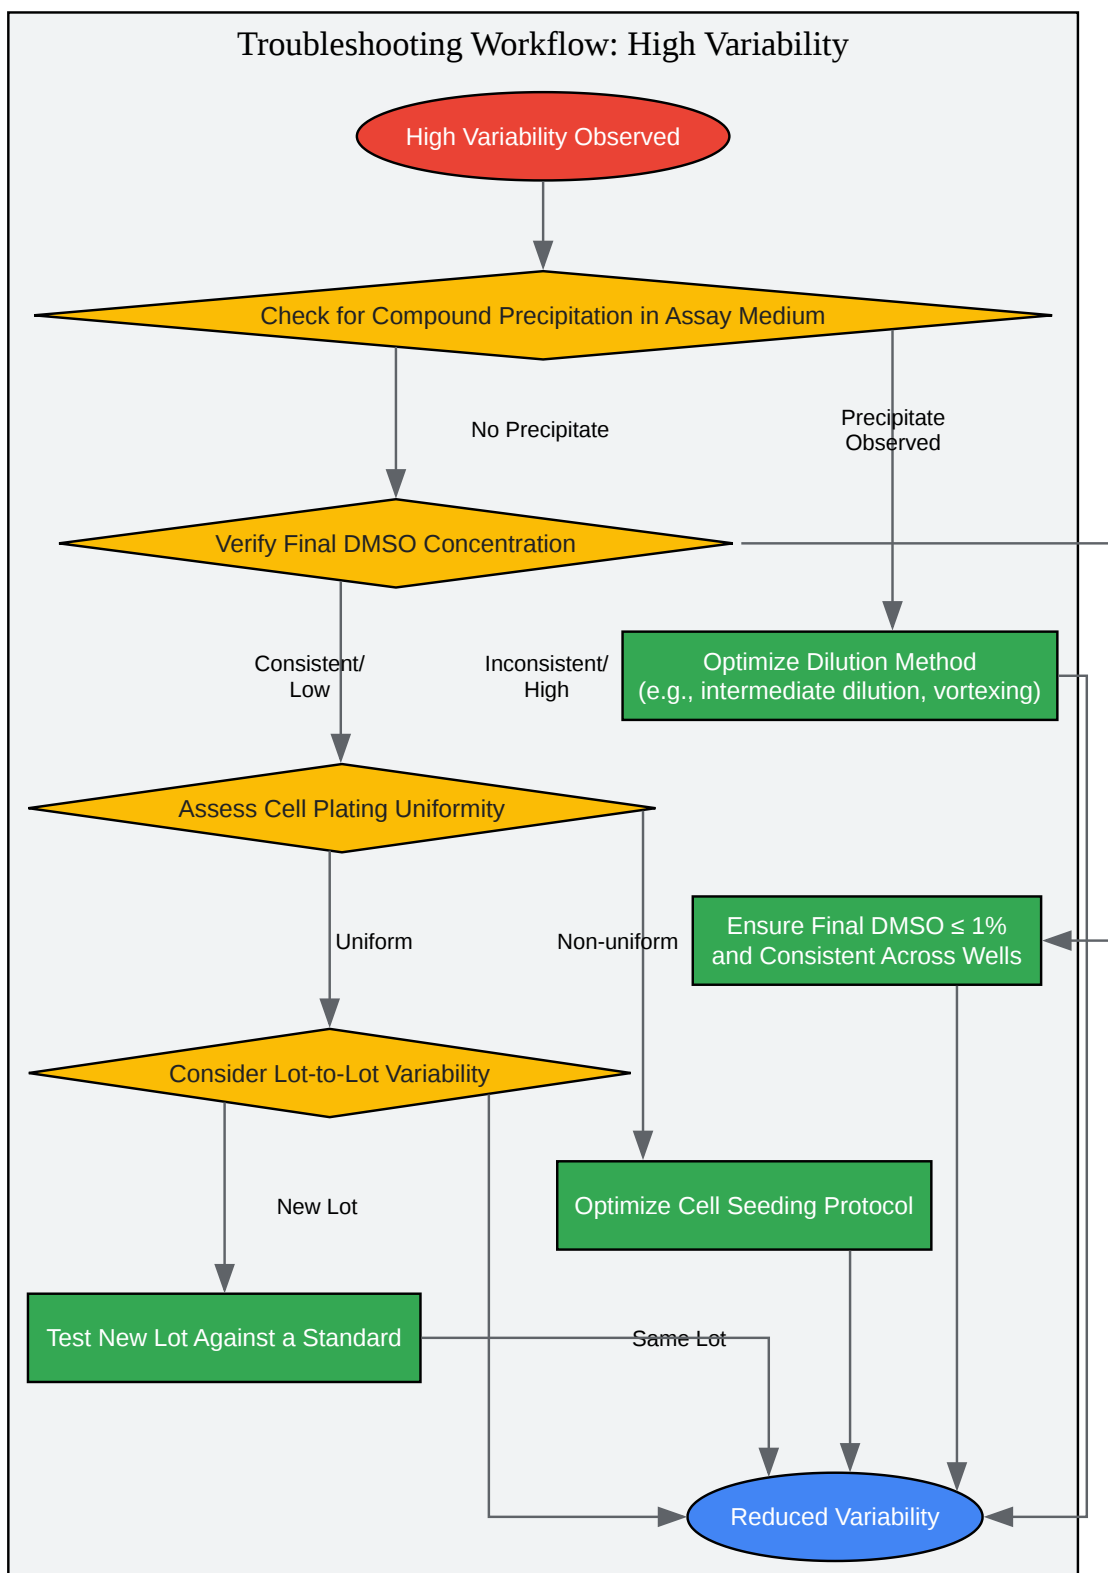 Troubleshooting Workflow: High Variability
High Variability Observed
Check for Compound Precipitation in Assay Medium
No Precipitate
Precipitate
Observed
Verify Final DMSO Concentration
Consistent/
Low
Inconsistent/
High
Optimize Dilution Method
(e.g., intermediate dilution, vortexing)
Assess Cell Plating Uniformity
Uniform
Non-uniform
Ensure Final DMSO ≤ 1%
and Consistent Across Wells
Consider Lot-to-Lot Variability
New Lot
Optimize Cell Seeding Protocol
Test New Lot Against a Standard
Same Lot
Reduced Variability